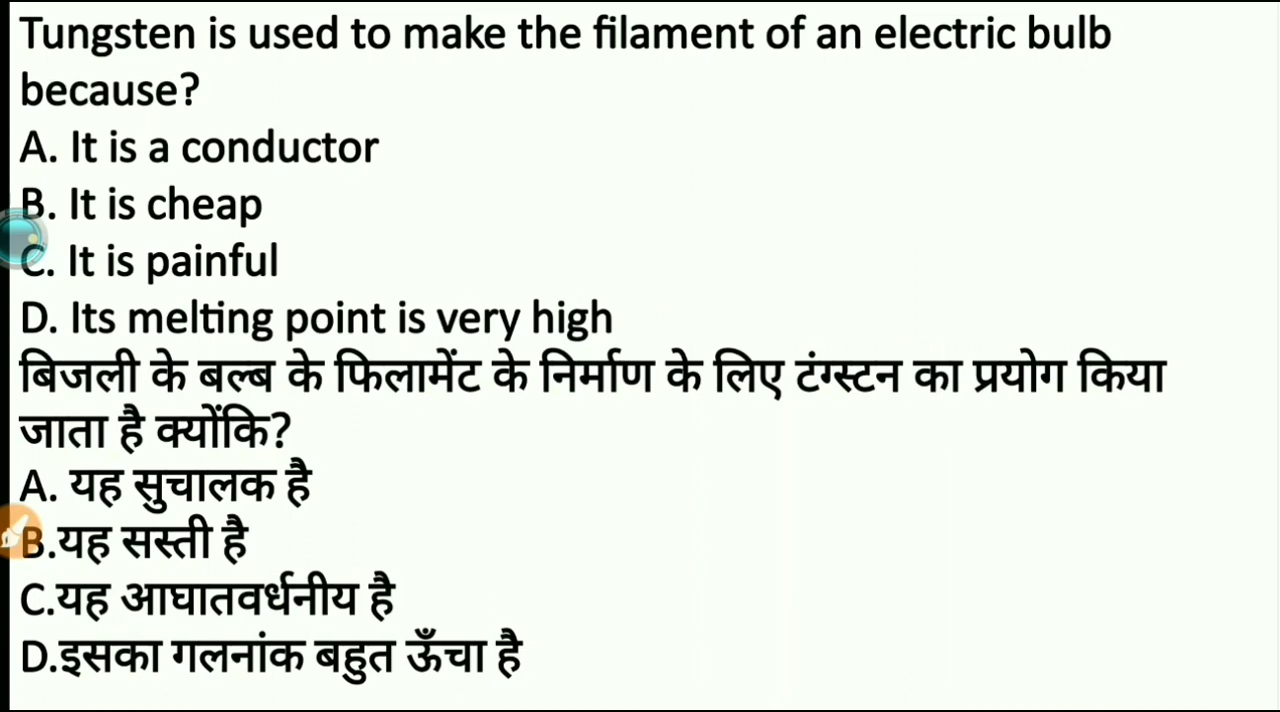 Tungsten is used to make the filament of an electric bulb
because?
A. It is a conductor
B. It is cheap
C. It is painful
D. Its melting point is very high
बिजली के बल्ब के फिलामेंट के निर्माण के लिए टंग्स्टन का प्रयोग किया
जाता है क्योंकि?
A. यह सुचालक है
B.यह सस्ती है
C.यह आघातवर्धनीय है
D.इसका गलनांक बहुत ऊँचा है